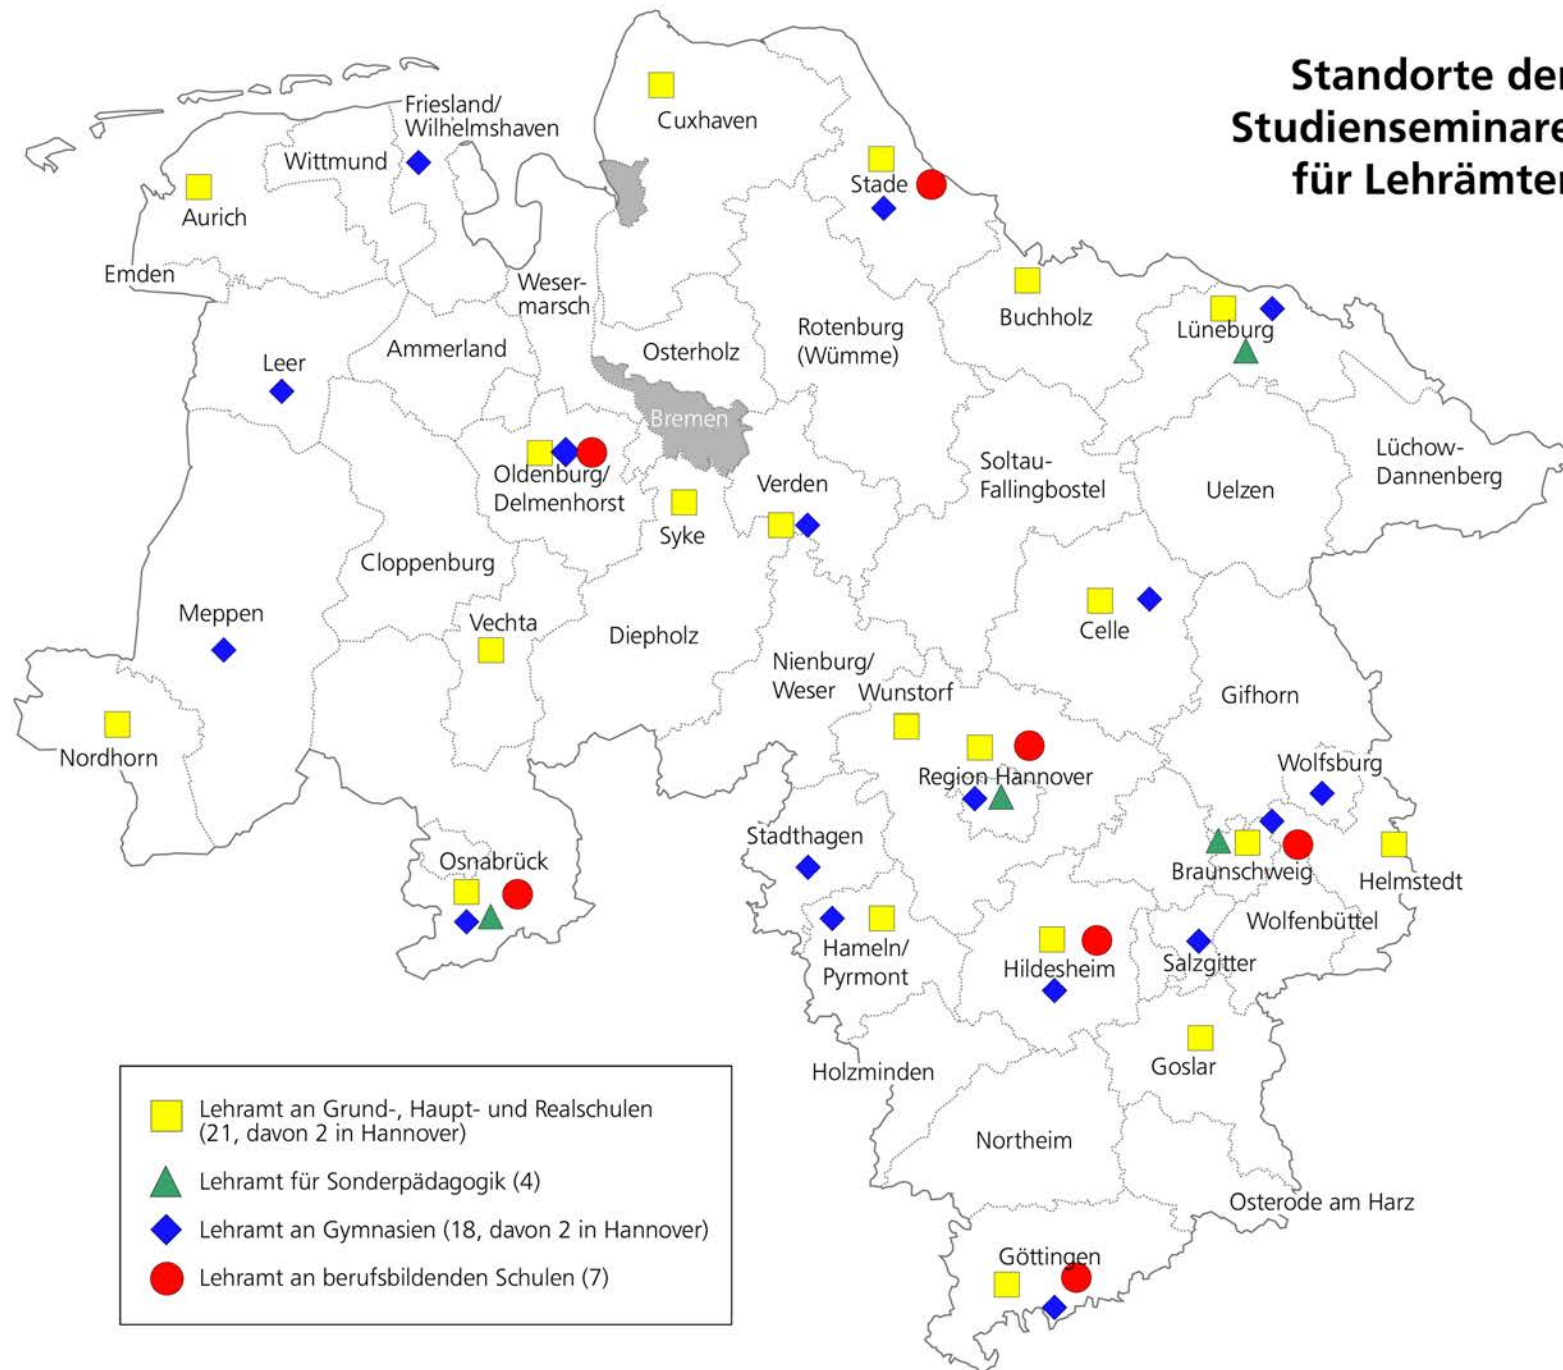 Standorte der
Studienseminare
für Lehrämter
Friesland/
Wilhelmshaven
Cuxhaven
Wittmund
Stade
Aurich
Emden
Weser-
marsch
Buchholz
Rotenburg
(Wümme)
Lüneburg
Ammerland
Osterholz
Leer
Bremen
Lüchow-
Dannenberg
Soltau-
Fallingbostel
Oldenburg/
Delmenhorst
Verden
Uelzen
Syke
Cloppenburg
Meppen
Vechta
Diepholz
Celle
Nienburg/
Weser
Wunstorf
Gifhorn
Nordhorn
Region Hannover
Wolfsburg
Stadthagen
Osnabrück
Braunschweig
Helmstedt
Wolfenbüttel
Hameln/
Pyrmont
Hildesheim
Salzgitter
Holzminden
Goslar
Northeim
Osterode am Harz
Göttingen
Lehramt an Grund-, Haupt- und Realschulen
(21, davon 2 in Hannover)
Lehramt für Sonderpädagogik (4)
Lehramt an Gymnasien (18, davon 2 in Hannover)
Lehramt an berufsbildenden Schulen (7)